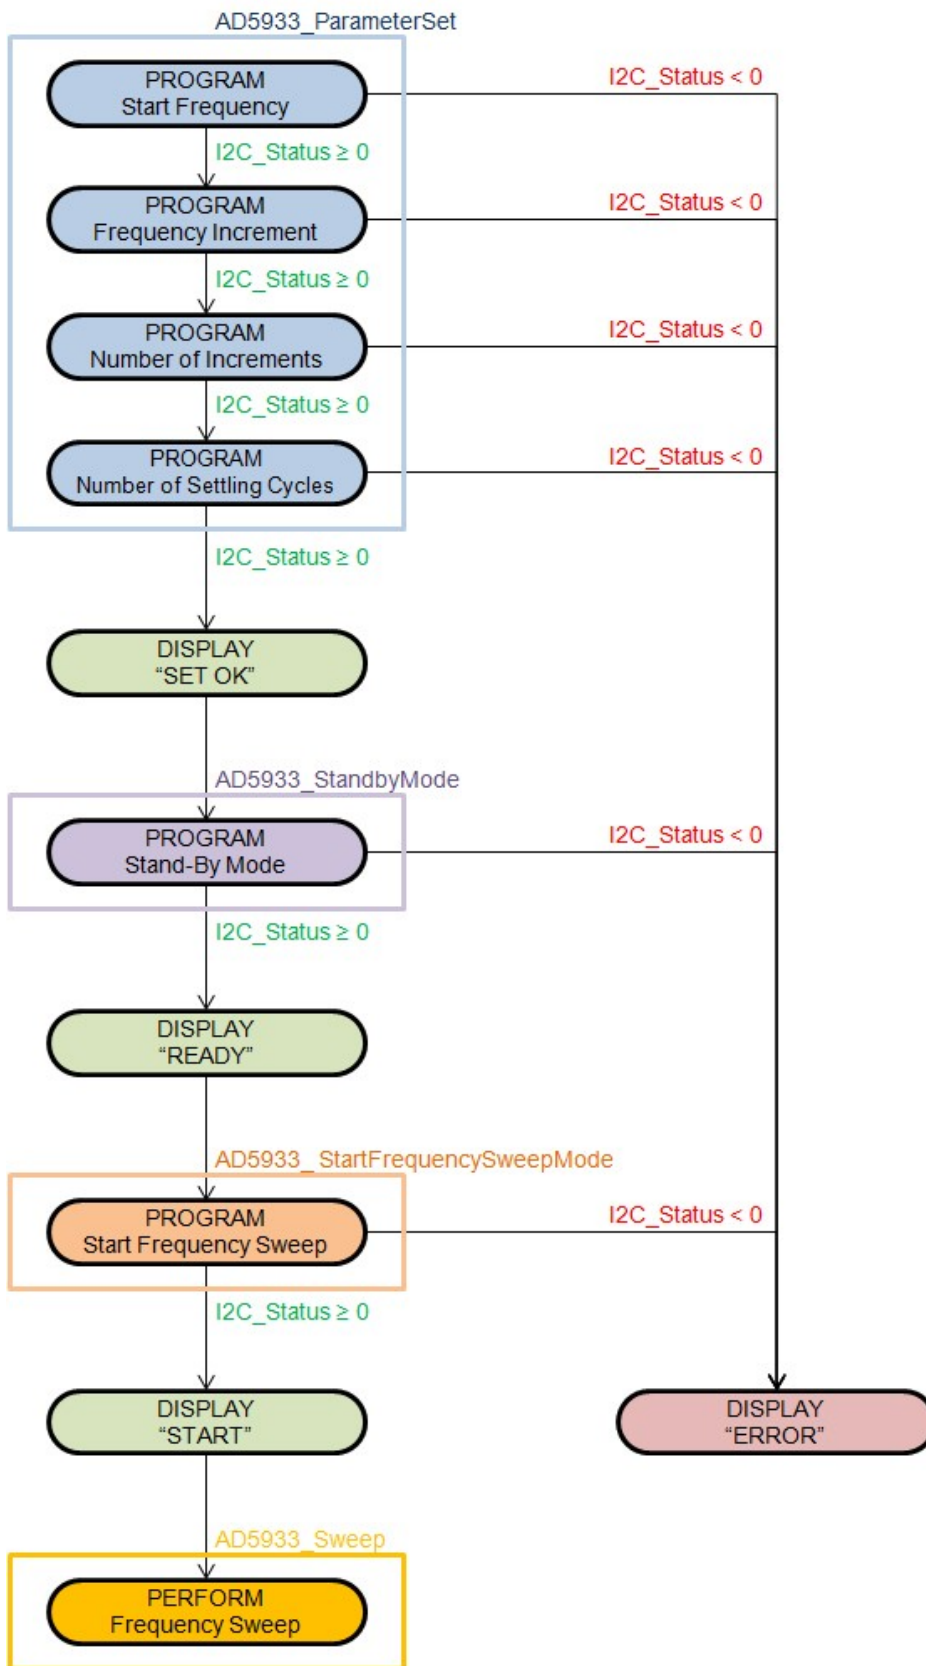 AD5933_ParameterSet
PROGRAM
Start Frequency
I2C_Status < 0
I2C_Status ≥ 0
PROGRAM
Frequency Increment
I2C_Status < 0
I2C_Status ≥ 0
PROGRAM
Number of Increments
I2C_Status < 0
I2C_Status ≥ 0
PROGRAM
Number of Settling Cycles
I2C_Status < 0
I2C_Status ≥ 0
DISPLAY
“SET OK”
AD5933_StandbyMode
PROGRAM
Stand-By Mode
I2C_Status < 0
I2C_Status ≥ 0
DISPLAY
“READY”
AD5933_ StartFrequencySweepMode
PROGRAM
Start Frequency Sweep
I2C_Status < 0
I2C_Status ≥ 0
DISPLAY
“START”
DISPLAY
“ERROR”
AD5933_Sweep
PERFORM
Frequency Sweep